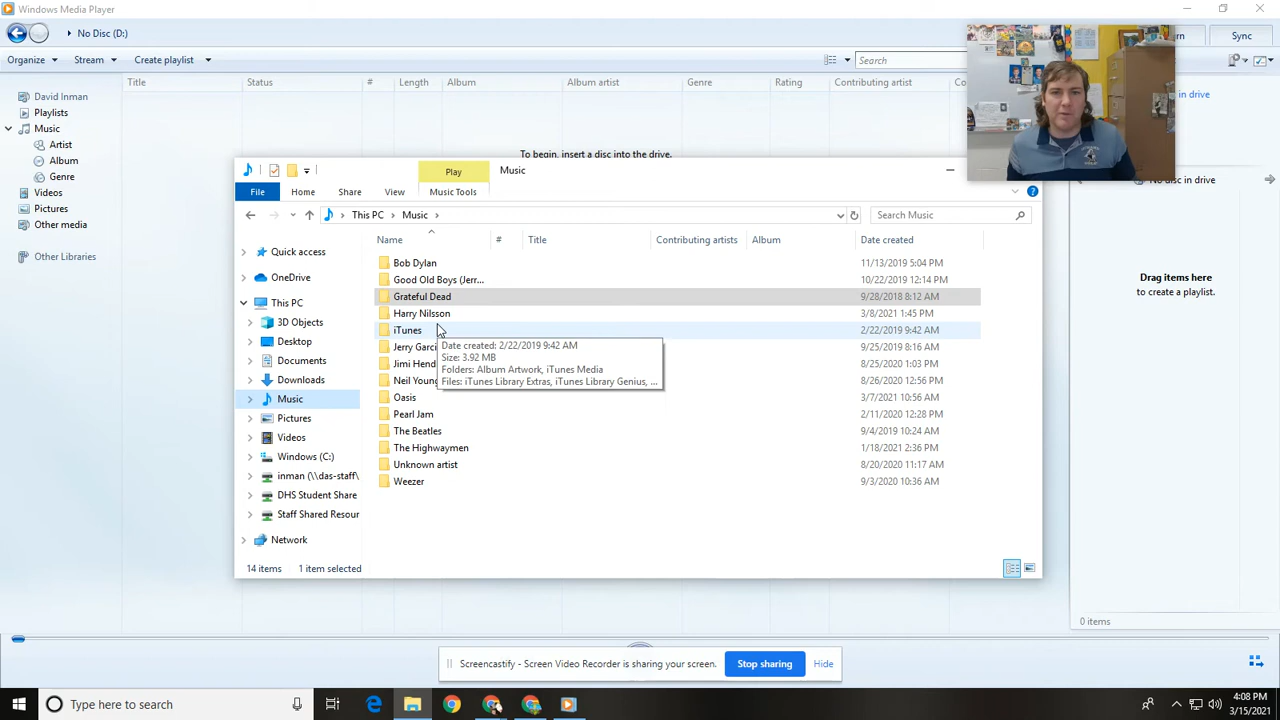 Windows Media Player
No Disc (D:)
Organize Stream Create playlist Search Sync
Title Status # Length Album Album artist Genre Rating Contributing artist
David Inman
Playlists
Music
Artist
Album
Genre
Videos
Pictures
Other media
Other Libraries
To begin, insert a disc into the drive.
in drive
No disc in drive
Drag items here
to create a playlist.
0 items
Play Music
File Home Share View Music Tools
This PC Music Search Music
Name # Title Contributing artists Album Date created
Quick access
OneDrive
This PC
3D Objects
Desktop
Documents
Downloads
Music
Pictures
Videos
Windows (C:)
inman (\\das-staff\
DHS Student Share
Staff Shared Resour
Network
Bob Dylan 11/13/2019 5:04 PM
Good Old Boys (Jerr... 10/22/2019 12:14 PM
Grateful Dead 9/28/2018 8:12 AM
Harry Nilsson 3/8/2021 1:45 PM
iTunes 2/22/2019 9:42 AM
Jerry Garci 9/25/2019 8:16 AM
Jimi Hend 8/25/2020 1:03 PM
Neil Young 8/26/2020 12:56 PM
Oasis 3/7/2021 10:56 AM
Pearl Jam 2/11/2020 12:28 PM
The Beatles 9/4/2019 10:24 AM
The Highwaymen 1/18/2021 2:36 PM
Unknown artist 8/20/2020 11:17 AM
Weezer 9/3/2020 10:36 AM
Date created: 2/22/2019 9:42 AM
Size: 3.92 MB
Folders: Album Artwork, iTunes Media
Files: iTunes Library Extras, iTunes Library Genius, ...
14 items 1 item selected
Screencastify - Screen Video Recorder is sharing your screen. Stop sharing Hide
Type here to search
4:08 PM
3/15/2021